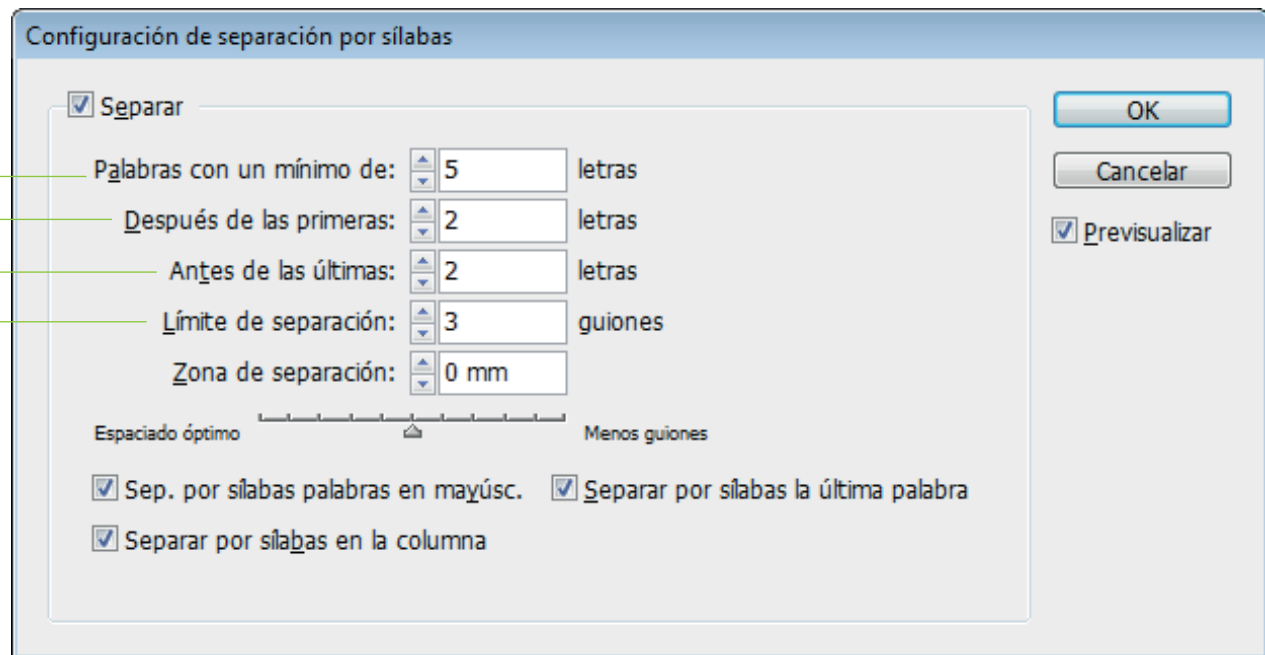 Configuración de separación por sílabas
Separar
OK
Palabras con un mínimo de: 5 letras
Cancelar
Después de las primeras: 2 letras
Previsualizar
Antes de las últimas: 2 letras
Límite de separación: 3 guiones
Zona de separación: 0 mm
Espaciado óptimo Menos guiones
Sep. por sílabas palabras en mayúsc. Separar por sílabas la última palabra
Separar por sílabas en la columna